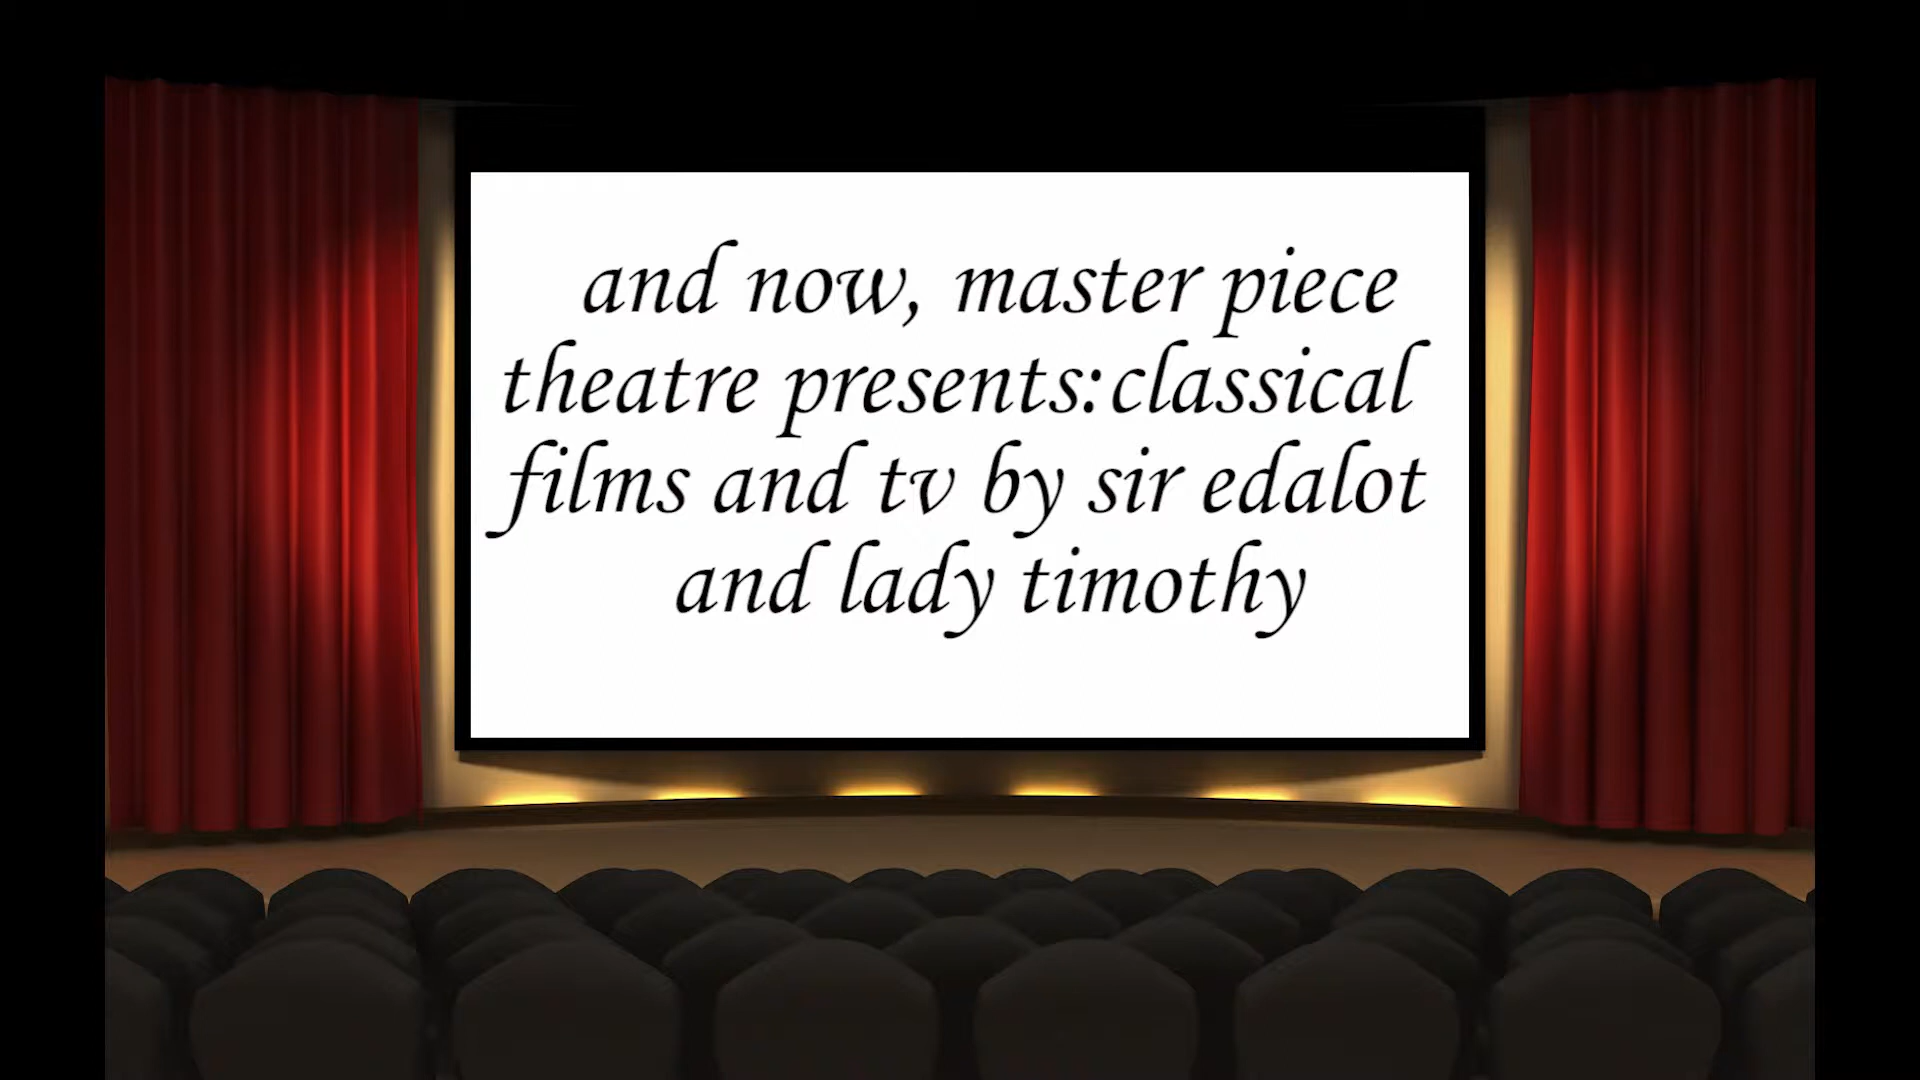 and now, master piece
theatre presents:classical
films and tv by sir edalot
and lady timothy